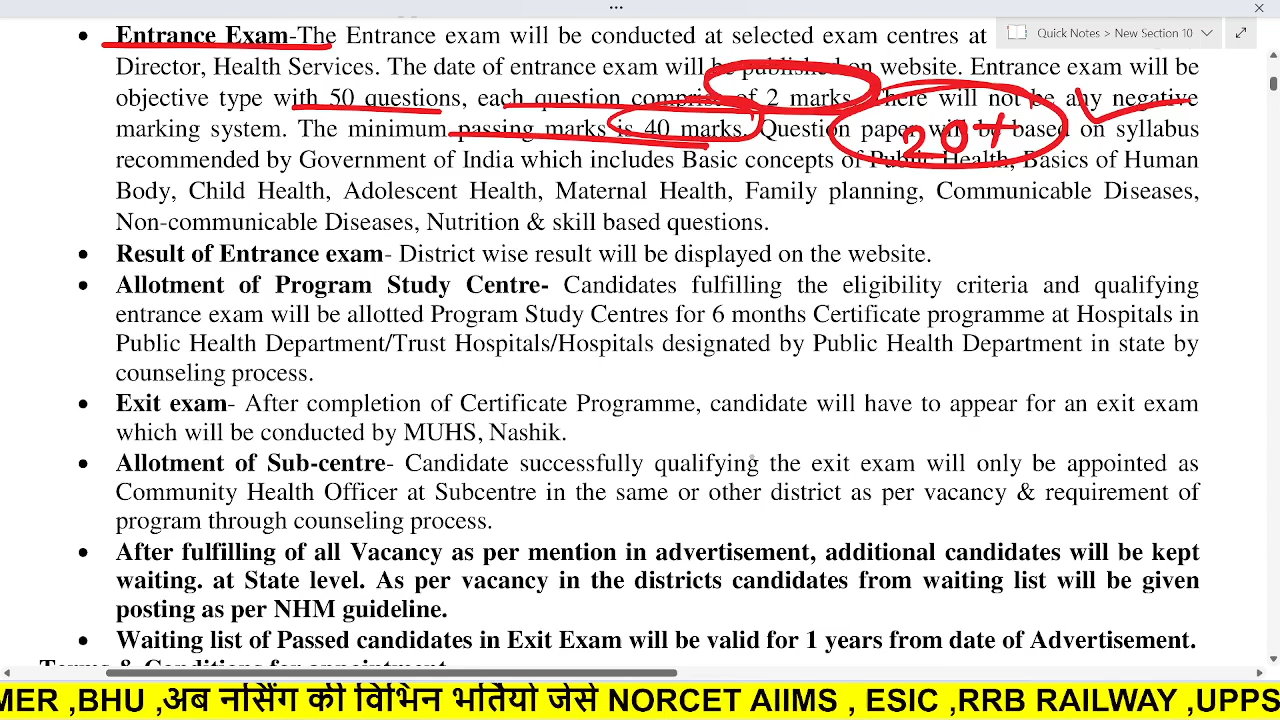 ...
Quick Notes > New Section 10
• Entrance Exam-The Entrance exam will be conducted at selected exam centres at
Director, Health Services. The date of entrance exam will be published on website. Entrance exam will be
objective type with 50 questions, each question comprise of 2 marks. There will not be any negative
marking system. The minimum passing marks is 40 marks. Question paper will be based on syllabus
20+
recommended by Government of India which includes Basic concepts of Public Health, Basics of Human
Body, Child Health, Adolescent Health, Maternal Health, Family planning, Communicable Diseases,
Non-communicable Diseases, Nutrition & skill based questions.
• Result of Entrance exam- District wise result will be displayed on the website.
• Allotment of Program Study Centre- Candidates fulfilling the eligibility criteria and qualifying
entrance exam will be allotted Program Study Centres for 6 months Certificate programme at Hospitals in
Public Health Department/Trust Hospitals/Hospitals designated by Public Health Department in state by
counseling process.
• Exit exam- After completion of Certificate Programme, candidate will have to appear for an exit exam
which will be conducted by MUHS, Nashik.
• Allotment of Sub-centre- Candidate successfully qualifying the exit exam will only be appointed as
Community Health Officer at Subcentre in the same or other district as per vacancy & requirement of
program through counseling process.
• After fulfilling of all Vacancy as per mention in advertisement, additional candidates will be kept
waiting. at State level. As per vacancy in the districts candidates from waiting list will be given
posting as per NHM guideline.
• Waiting list of Passed candidates in Exit Exam will be valid for 1 years from date of Advertisement.
Terms & Conditions for appointment
MER ,BHU ,अब नर्सिंग की विभिन भर्तियो जेसे NORCET AIIMS , ESIC ,RRB RAILWAY ,UPPS